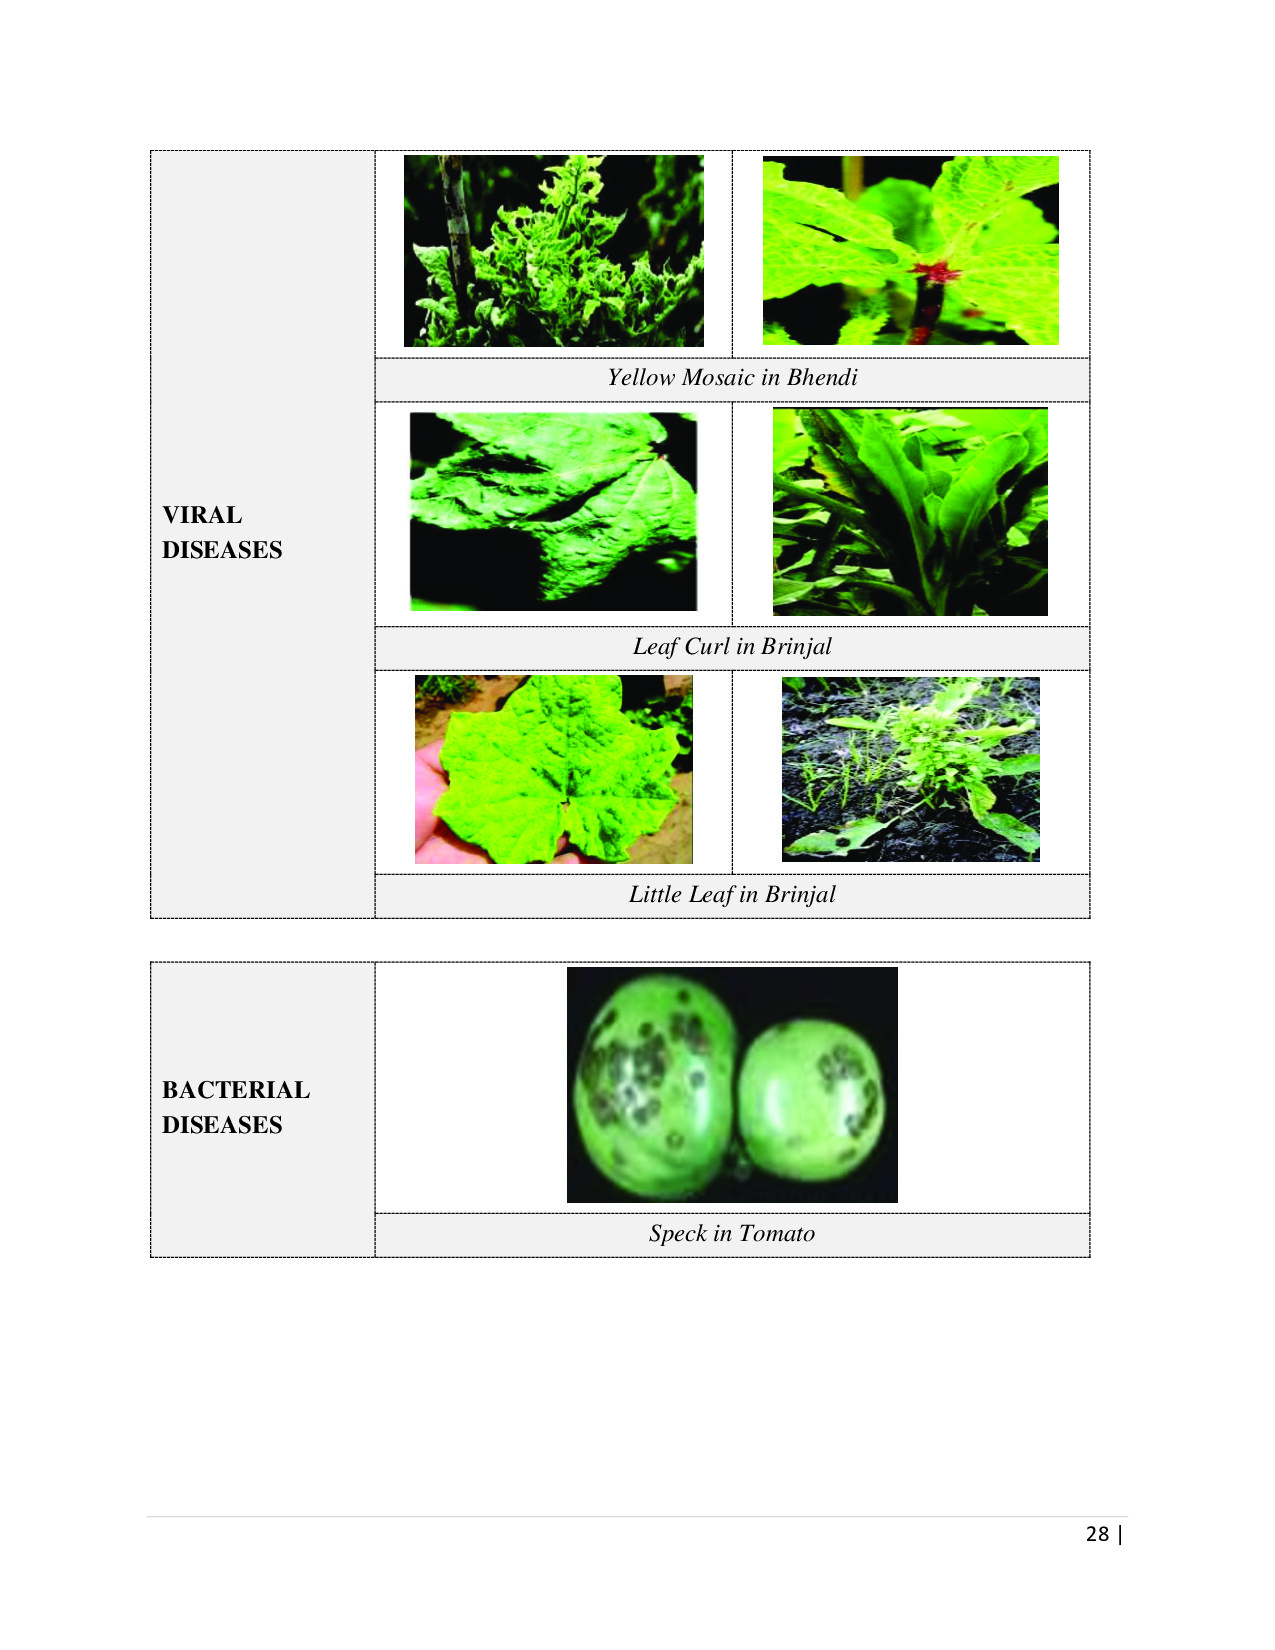 Yellow Mosaic in Bhendi
VIRAL
DISEASES
Leaf Curl in Brinjal
Little Leaf in Brinjal
BACTERIAL
DISEASES
Speck in Tomato
28 |